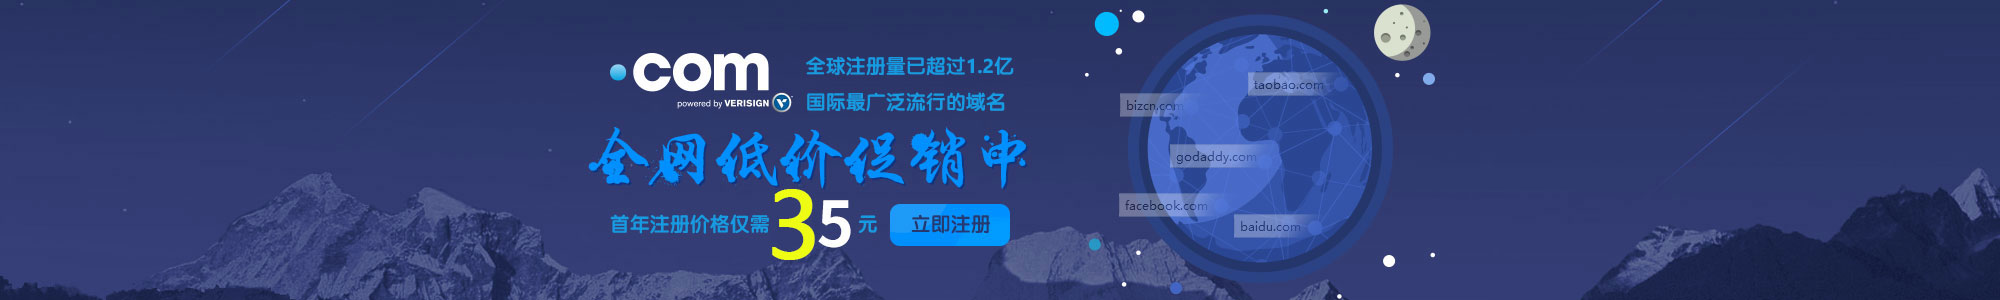 .com
powered by VERISIGN
全球注册量已超过1.2亿
国际最广泛流行的域名
全网低价促销中
首年注册价格仅需35元
立即注册
taobao.com
bizcn.com
godaddy.com
facebook.com
baidu.com